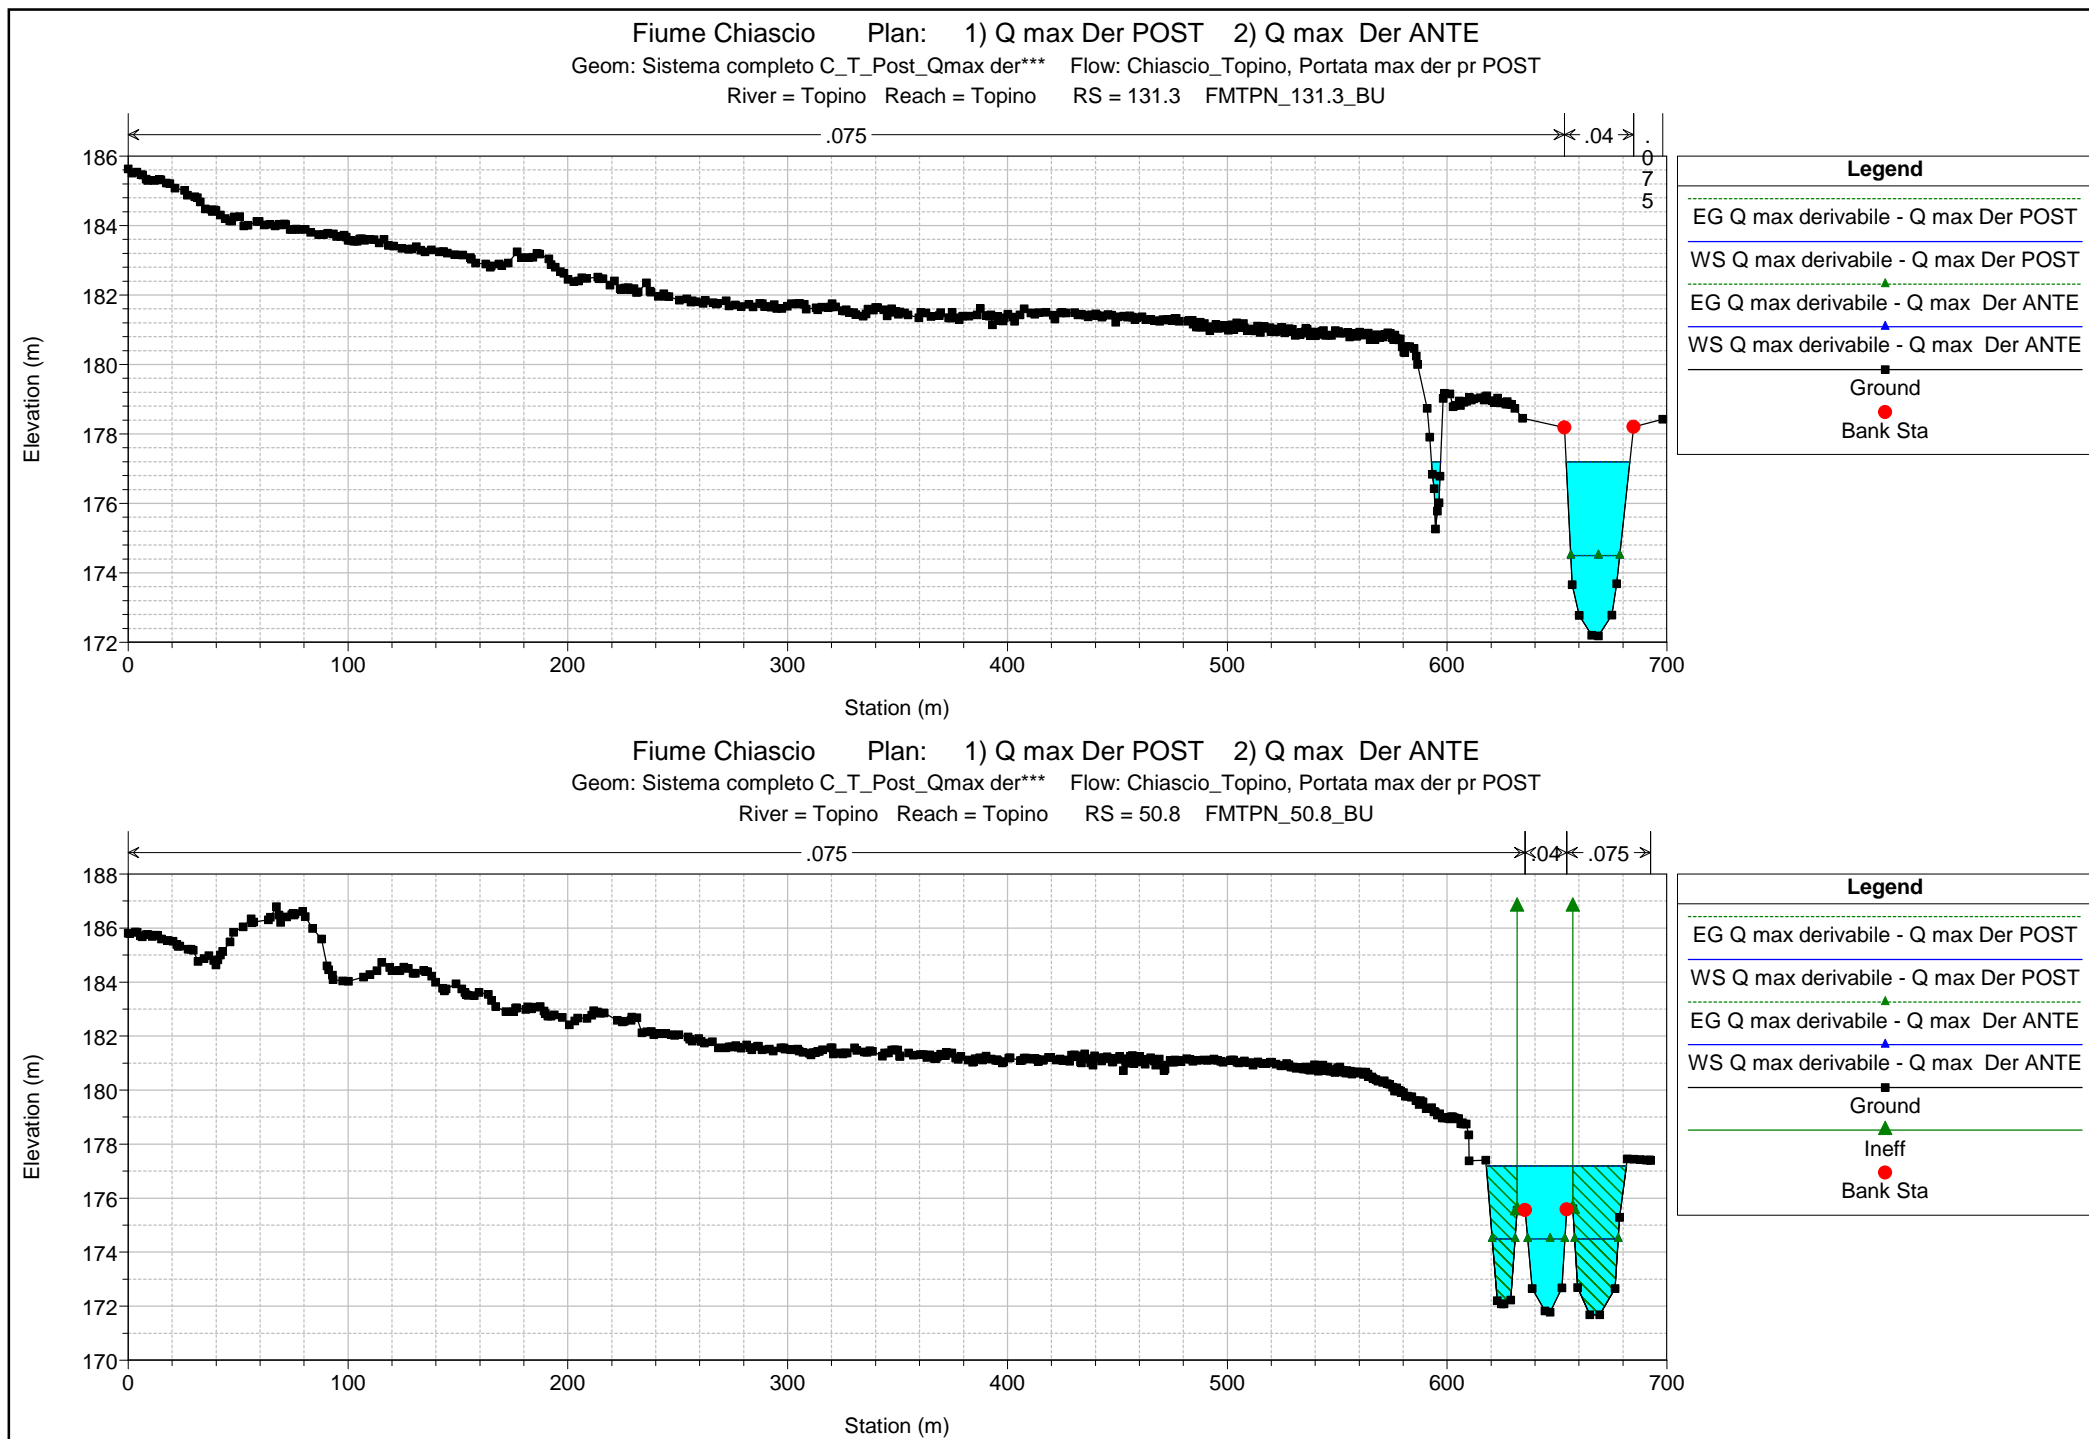 Fiume Chiascio Plan: 1) Q max Der POST 2) Q max Der ANTE
Geom: Sistema completo C_T_Post_Qmax der*** Flow: Chiascio_Topino, Portata max der pr POST
River = Topino Reach = Topino RS = 131.3 FMTPN_131.3_BU
.075 .04 .075
186
184
182
180
178
176
174
172
Elevation (m)
0 100 200 300 400 500 600 700
Station (m)
Legend
EG Q max derivabile - Q max Der POST
WS Q max derivabile - Q max Der POST
EG Q max derivabile - Q max Der ANTE
WS Q max derivabile - Q max Der ANTE
Ground
Bank Sta
Fiume Chiascio Plan: 1) Q max Der POST 2) Q max Der ANTE
Geom: Sistema completo C_T_Post_Qmax der*** Flow: Chiascio_Topino, Portata max der pr POST
River = Topino Reach = Topino RS = 50.8 FMTPN_50.8_BU
.075 .04 .075
188
186
184
182
180
178
176
174
172
170
Elevation (m)
0 100 200 300 400 500 600 700
Station (m)
Legend
EG Q max derivabile - Q max Der POST
WS Q max derivabile - Q max Der POST
EG Q max derivabile - Q max Der ANTE
WS Q max derivabile - Q max Der ANTE
Ground
Ineff
Bank Sta